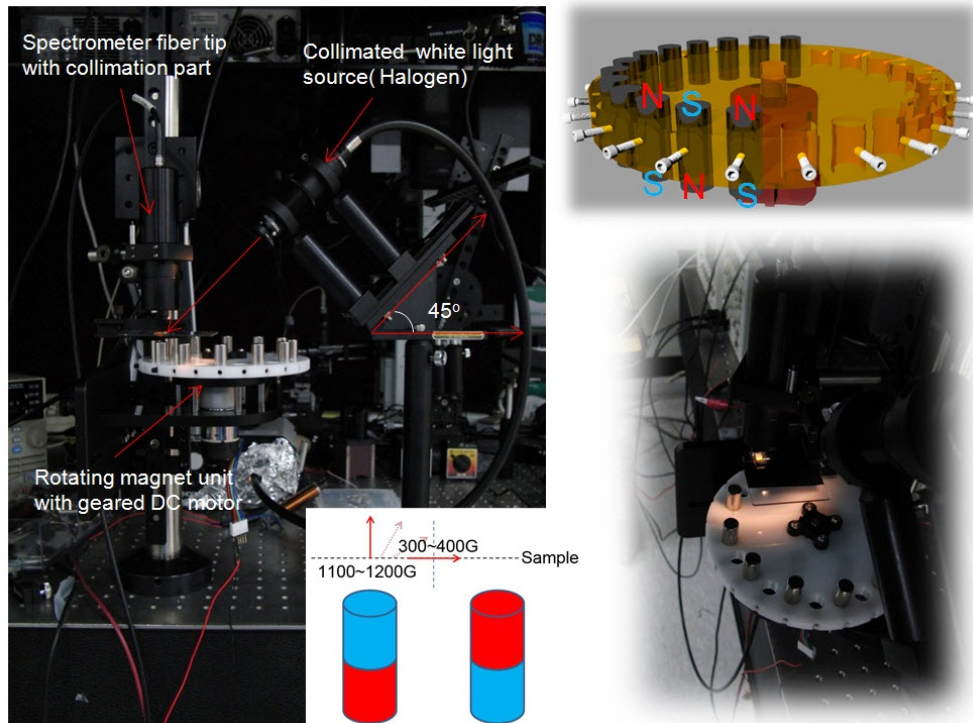 Spectrometer fiber tip
with collimation part
Collimated white light
source( Halogen)
45°
Rotating magnet unit
with geared DC motor
300~400G
1100~1200G
Sample
N
S
N
S
N
S